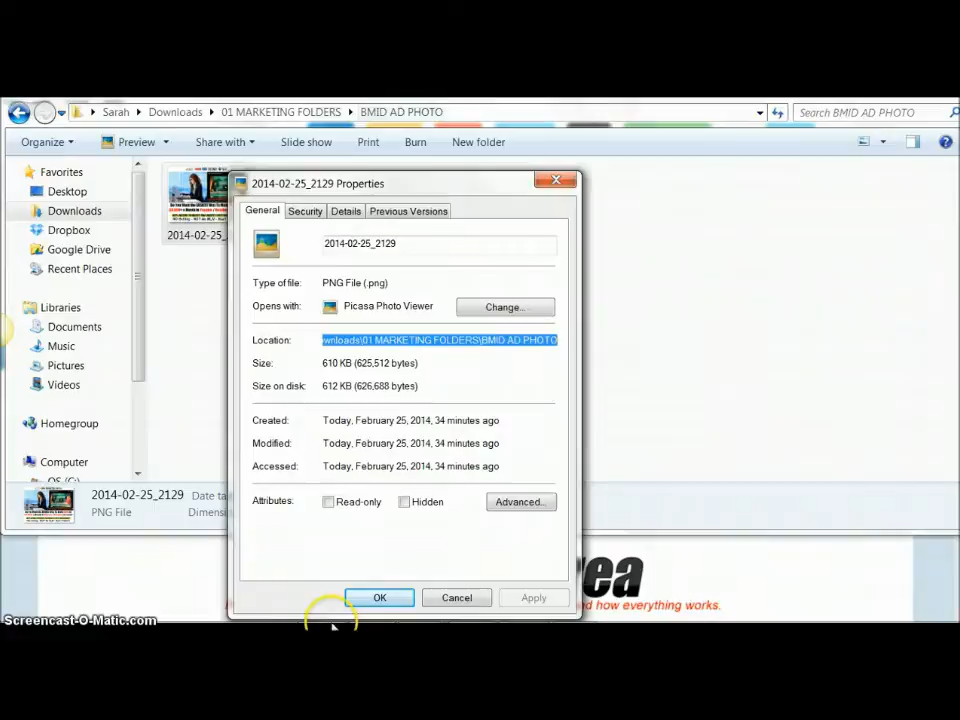 Sarah Downloads 01 MARKETING FOLDERS BMID AD PHOTO
Search BMID AD PHOTO
Organize Preview Share with Slide show Print Burn New folder
Favorites
Desktop
Downloads
Dropbox
Google Drive
Recent Places
Libraries
Documents
Music
Pictures
Videos
Homegroup
Computer
OS (C:)
2014-02-25_
2014-02-25_2129 Properties
General Security Details Previous Versions
2014-02-25_2129
Type of file: PNG File (.png)
Opens with: Picasa Photo Viewer Change...
Location: wnloads\01 MARKETING FOLDERS\BMID AD PHOTO
Size: 610 KB (625,512 bytes)
Size on disk: 612 KB (626,688 bytes)
Created: Today, February 25, 2014, 34 minutes ago
Modified: Today, February 25, 2014, 34 minutes ago
Accessed: Today, February 25, 2014, 34 minutes ago
Attributes: Read-only Hidden Advanced...
OK Cancel Apply
2014-02-25_2129 Date ta
PNG File Dimensi
nd how everything works.
Screencast-O-Matic.com